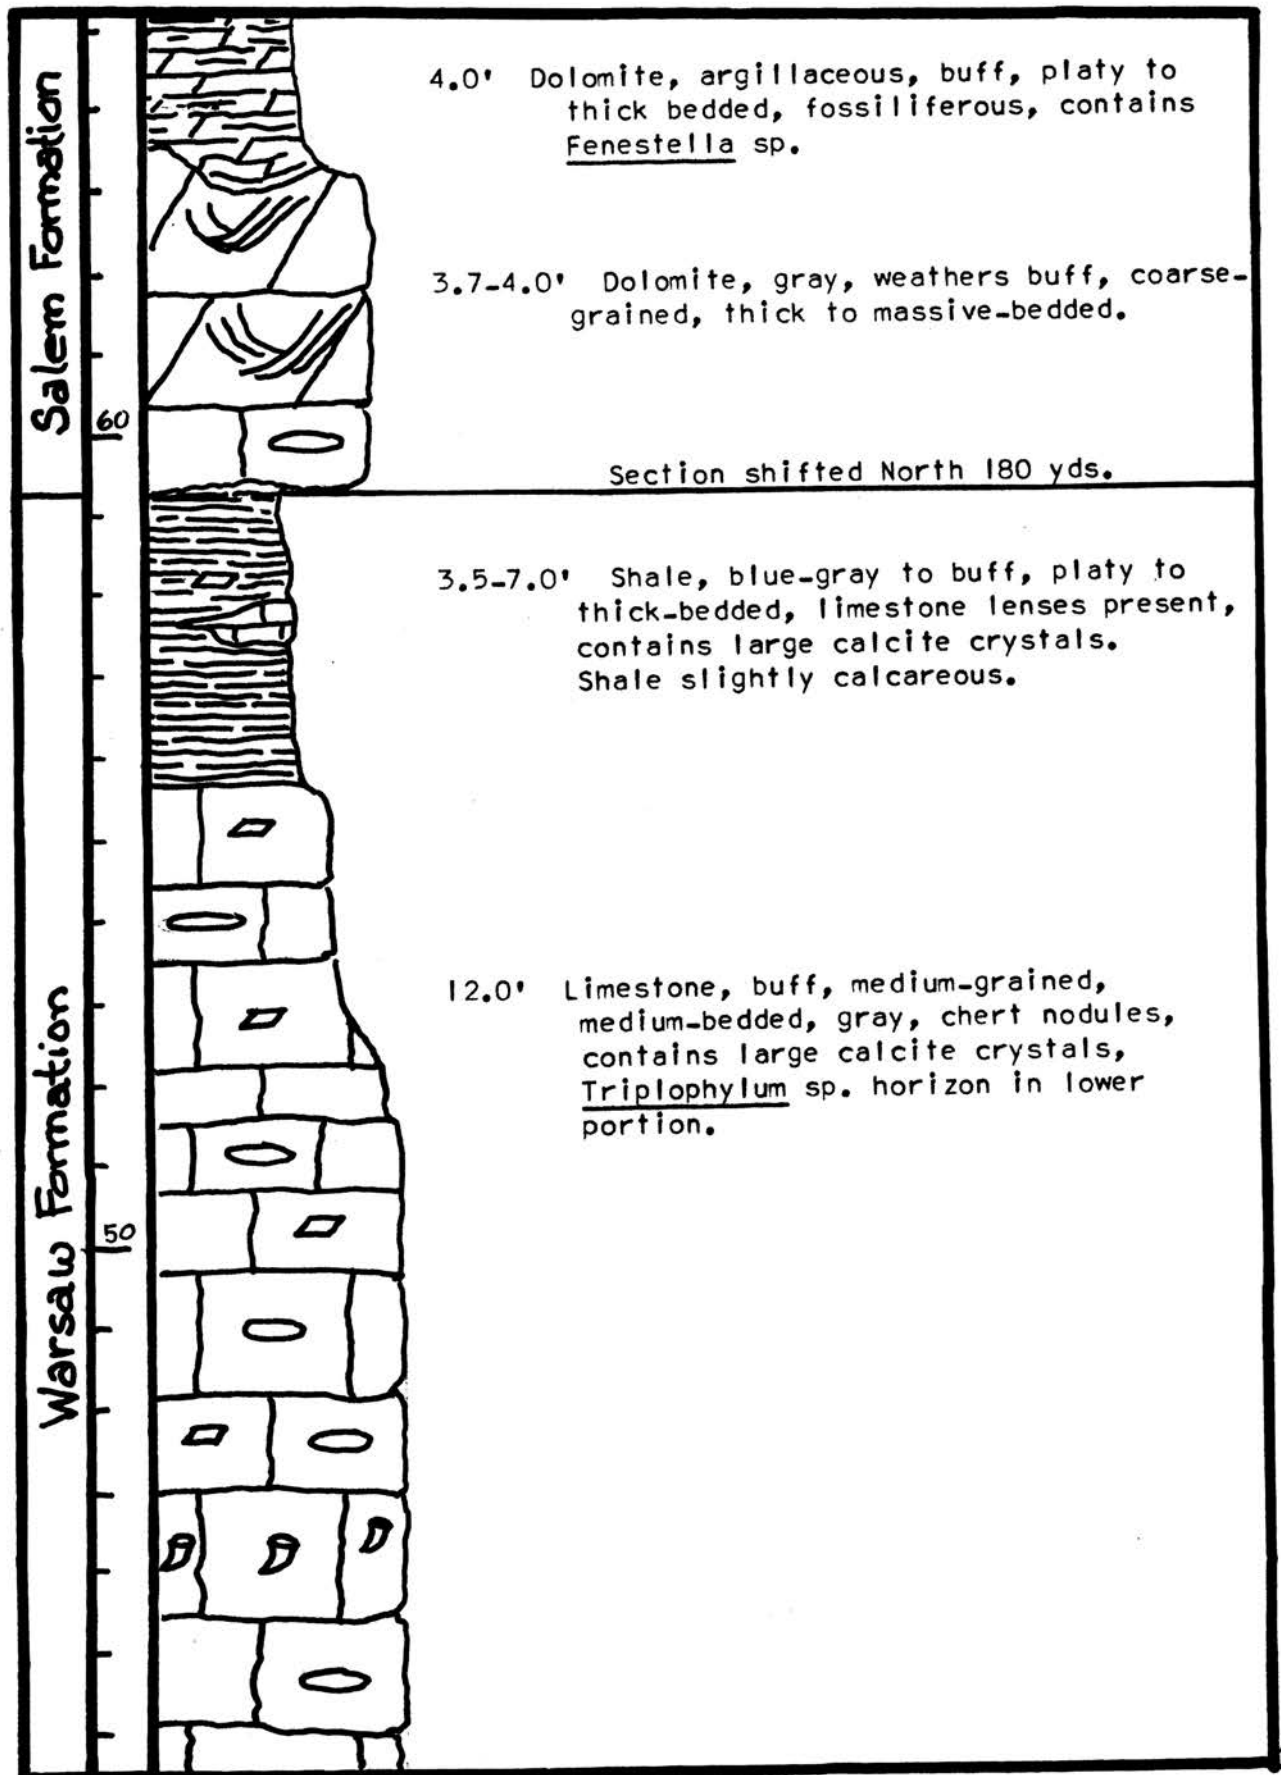 Salem Formation
4.0' Dolomite, argillaceous, buff, platy to
thick bedded, fossiliferous, contains
Fenestella sp.
3.7-4.0' Dolomite, gray, weathers buff, coarse-
grained, thick to massive-bedded.
60
Section shifted North 180 yds.
Warsaw Formation
3.5-7.0' Shale, blue-gray to buff, platy to
thick-bedded, limestone lenses present,
contains large calcite crystals.
Shale slightly calcareous.
12.0' Limestone, buff, medium-grained,
medium-bedded, gray, chert nodules,
contains large calcite crystals,
Triplophylum sp. horizon in lower
portion.
50